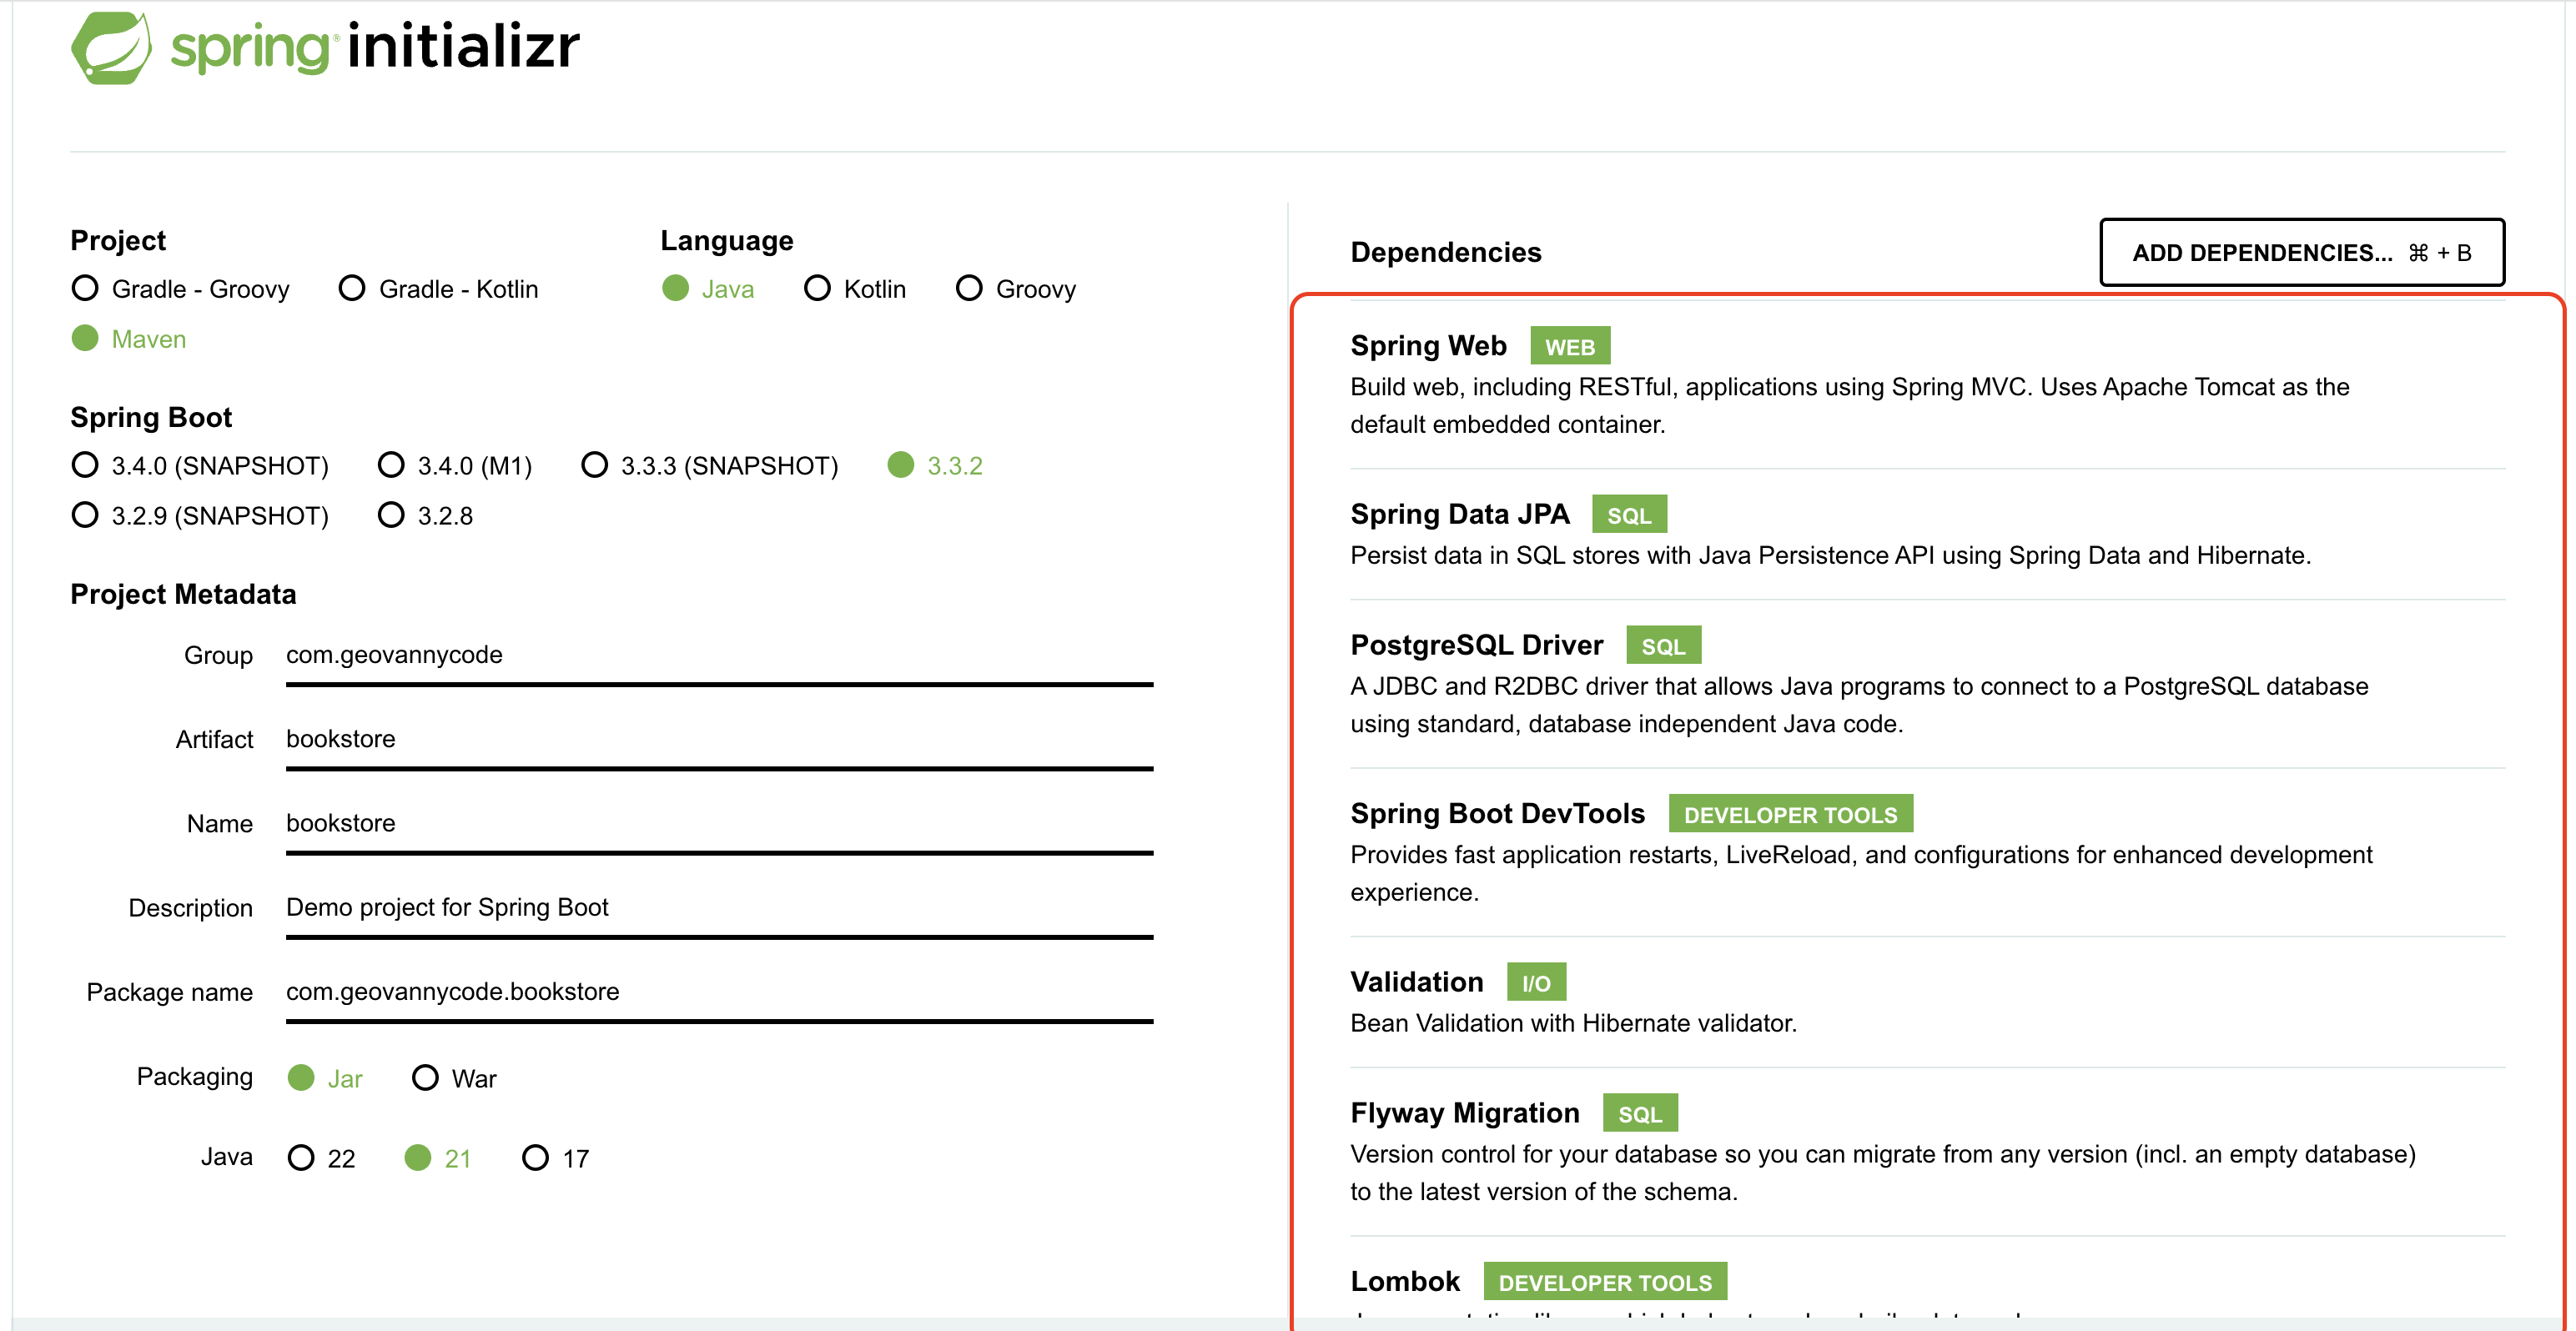 spring initializr
Project
Gradle - Groovy Gradle - Kotlin
Maven
Language
Java Kotlin Groovy
Spring Boot
3.4.0 (SNAPSHOT) 3.4.0 (M1) 3.3.3 (SNAPSHOT) 3.3.2
3.2.9 (SNAPSHOT) 3.2.8
Project Metadata
Group com.geovannycode
Artifact bookstore
Name bookstore
Description Demo project for Spring Boot
Package name com.geovannycode.bookstore
Packaging Jar War
Java 22 21 17
Dependencies
ADD DEPENDENCIES... ⌘ + B
Spring Web WEB
Build web, including RESTful, applications using Spring MVC. Uses Apache Tomcat as the
default embedded container.
Spring Data JPA SQL
Persist data in SQL stores with Java Persistence API using Spring Data and Hibernate.
PostgreSQL Driver SQL
A JDBC and R2DBC driver that allows Java programs to connect to a PostgreSQL database
using standard, database independent Java code.
Spring Boot DevTools DEVELOPER TOOLS
Provides fast application restarts, LiveReload, and configurations for enhanced development
experience.
Validation I/O
Bean Validation with Hibernate validator.
Flyway Migration SQL
Version control for your database so you can migrate from any version (incl. an empty database)
to the latest version of the schema.
Lombok DEVELOPER TOOLS